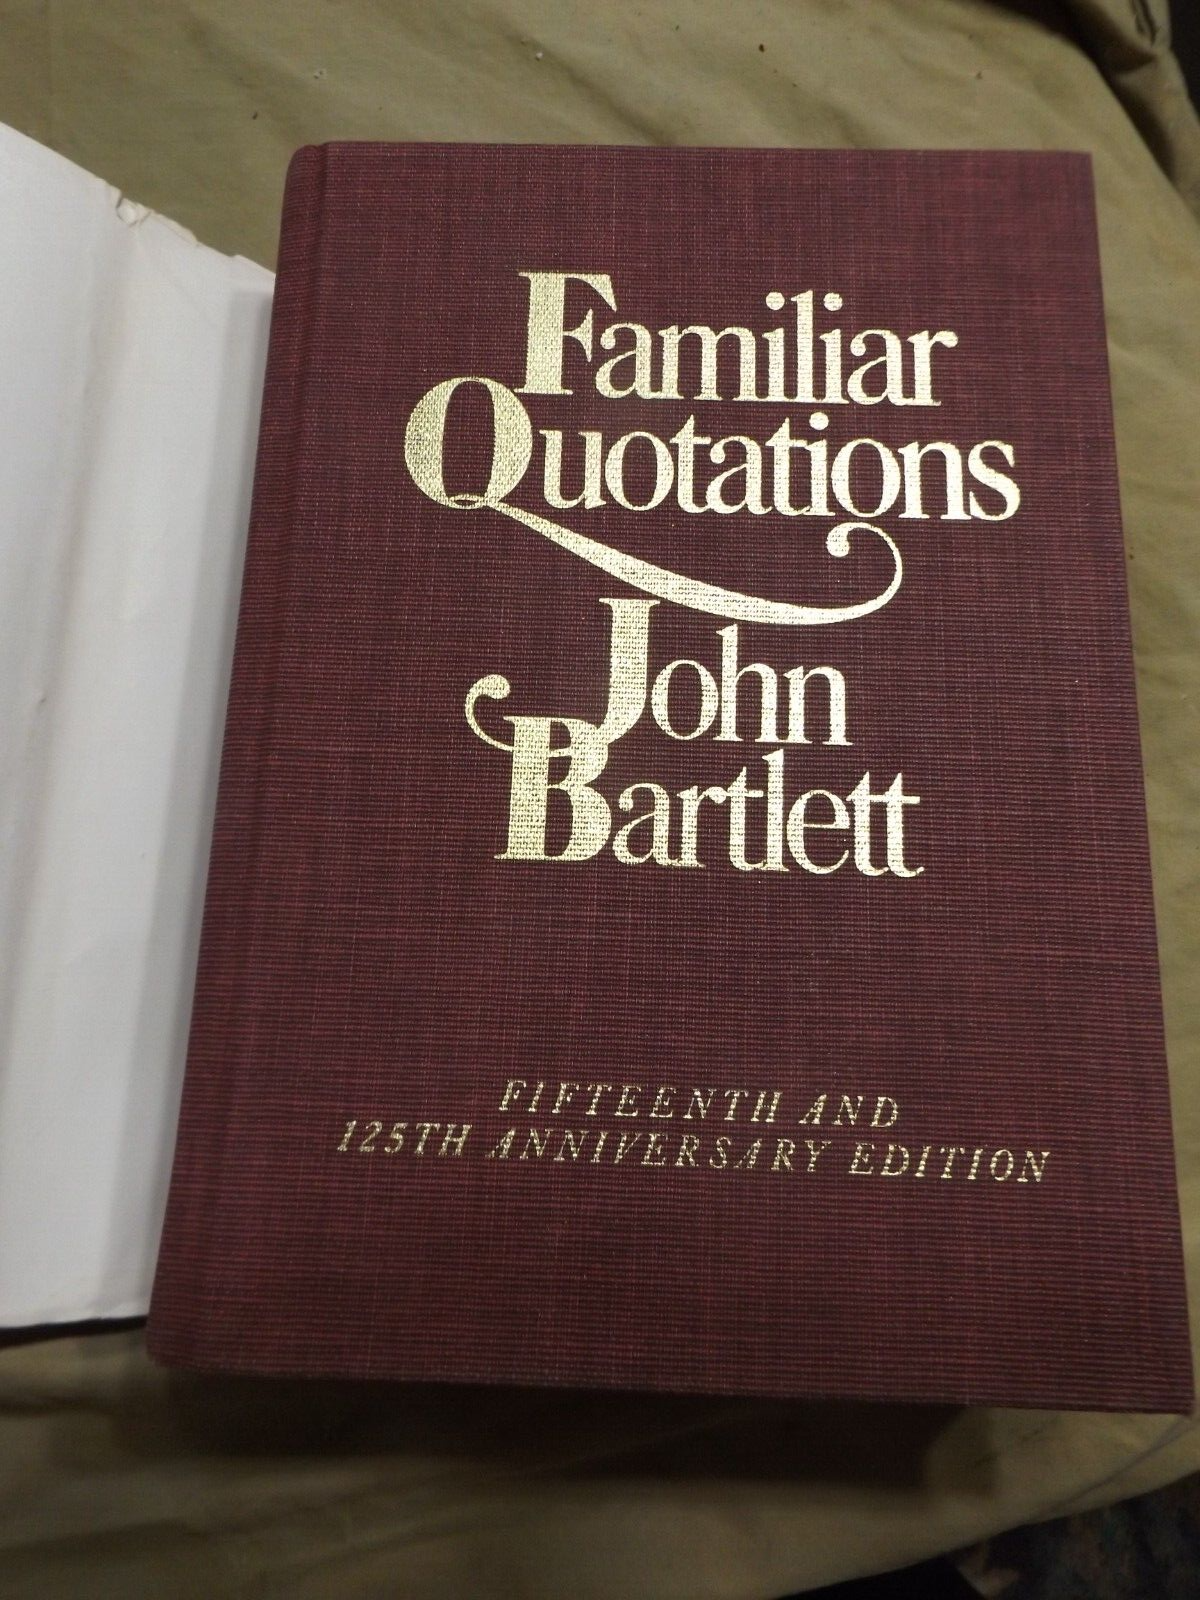 Familiar
Quotations
John
Bartlett
FIFTEENTH AND
125TH ANNIVERSARY EDITION